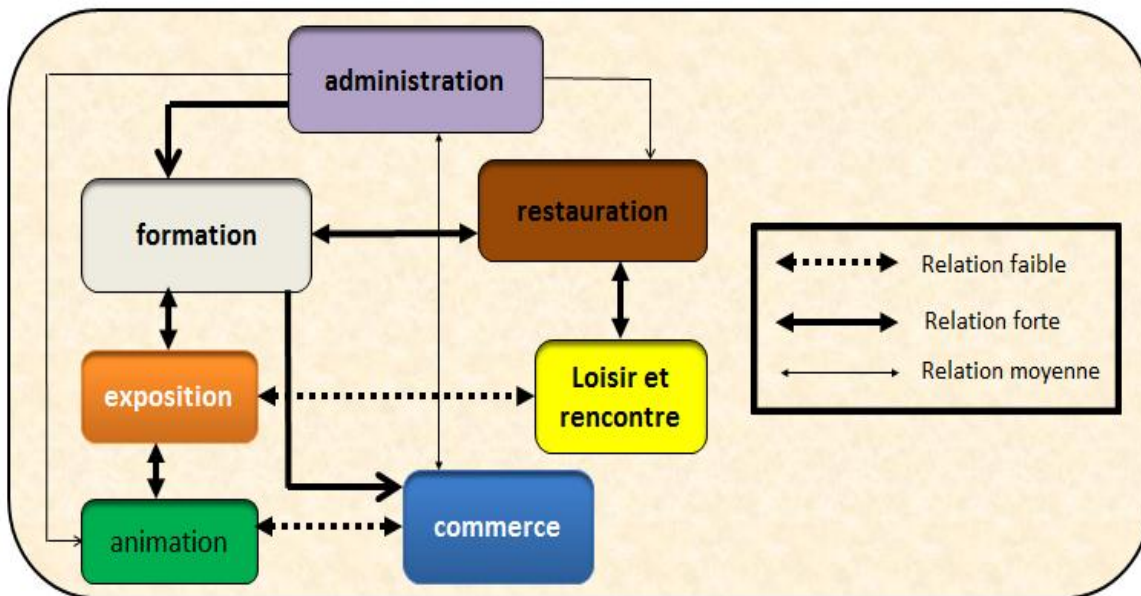 administration
formation
restauration
exposition
Loisir et
rencontre
animation
commerce
Relation faible
Relation forte
Relation moyenne